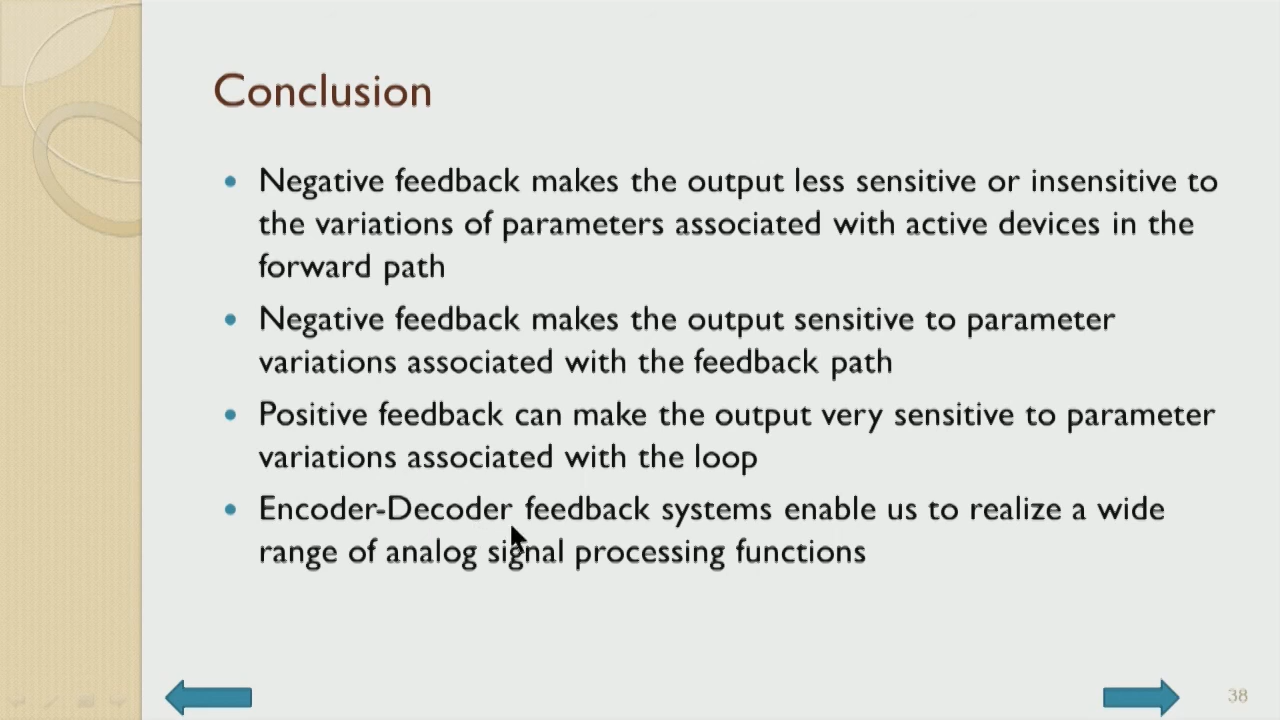 Conclusion
Negative feedback makes the output less sensitive or insensitive to
the variations of parameters associated with active devices in the
forward path
Negative feedback makes the output sensitive to parameter
variations associated with the feedback path
Positive feedback can make the output very sensitive to parameter
variations associated with the loop
Encoder-Decoder feedback systems enable us to realize a wide
range of analog signal processing functions
38